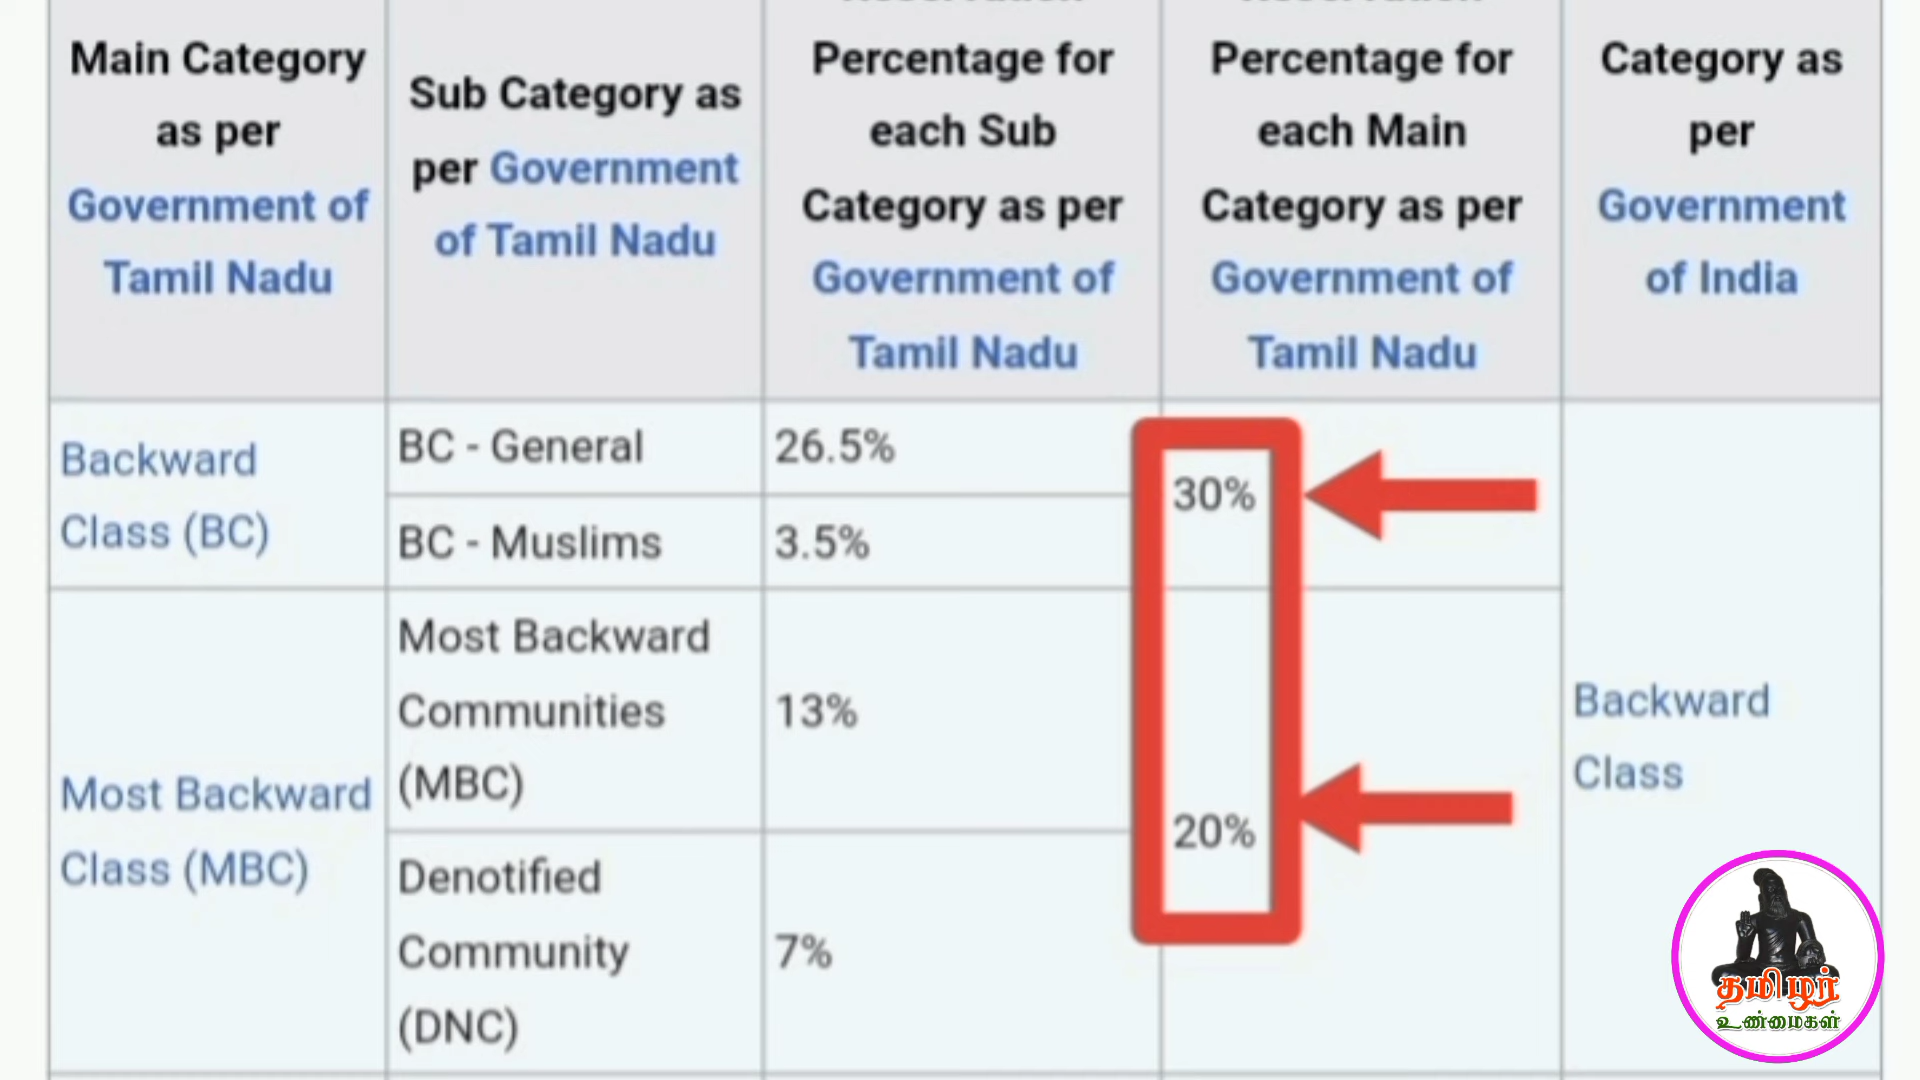 Main Category
as per
Government of
Tamil Nadu
Sub Category as
per Government
of Tamil Nadu
Percentage for
each Sub
Category as per
Government of
Tamil Nadu
Percentage for
each Main
Category as per
Government of
Tamil Nadu
Category as
per
Government
of India
Backward
Class (BC)
BC - General
26.5%
30%
BC - Muslims
3.5%
Most Backward
Class (MBC)
Most Backward
Communities
(MBC)
13%
20%
Denotified
Community
(DNC)
7%
Backward
Class
தமிழர்
உண்மைகள்